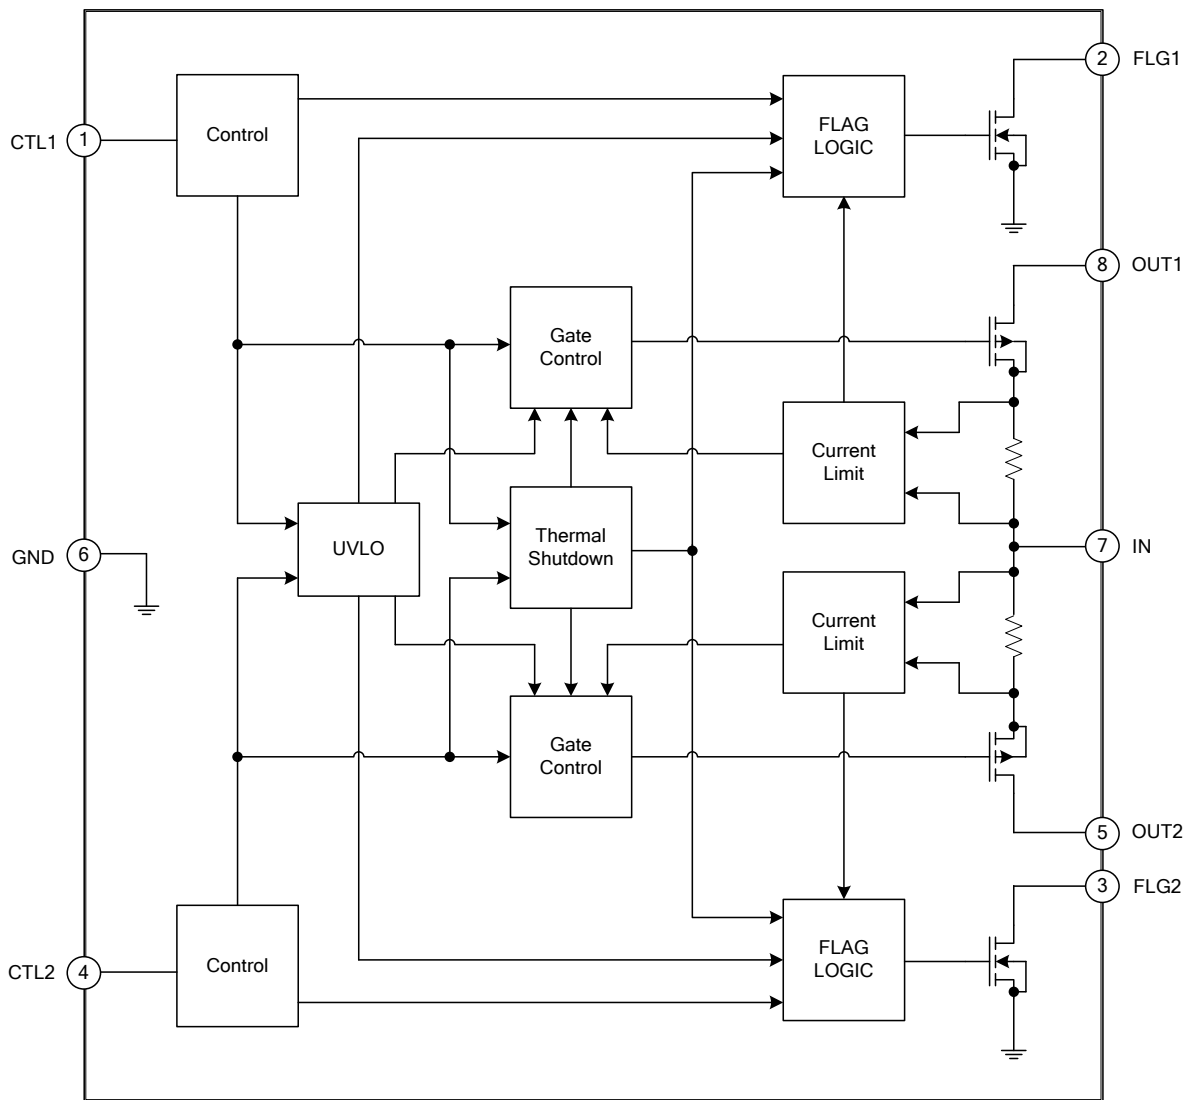 2 FLG1
Control
FLAG
LOGIC
CTL1 1
8 OUT1
Gate
Control
Current
Limit
Thermal
Shutdown
UVLO
GND 6
7 IN
Current
Limit
Gate
Control
5 OUT2
3 FLG2
FLAG
LOGIC
Control
CTL2 4